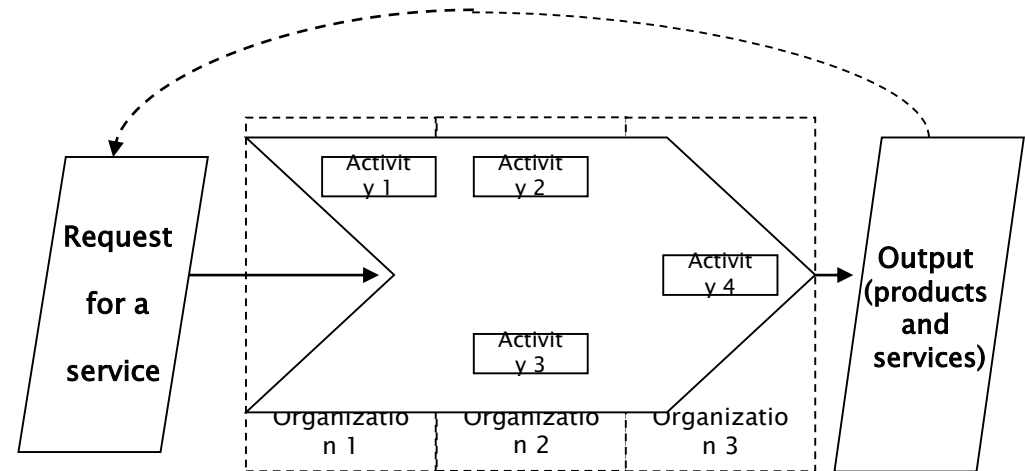 Request
for a
service
Activit
y 1
Activit
y 2
Activit
y 3
Activit
y 4
Organizatio
n 1
Organizatio
n 2
Organizatio
n 3
Output
(products
and
services)